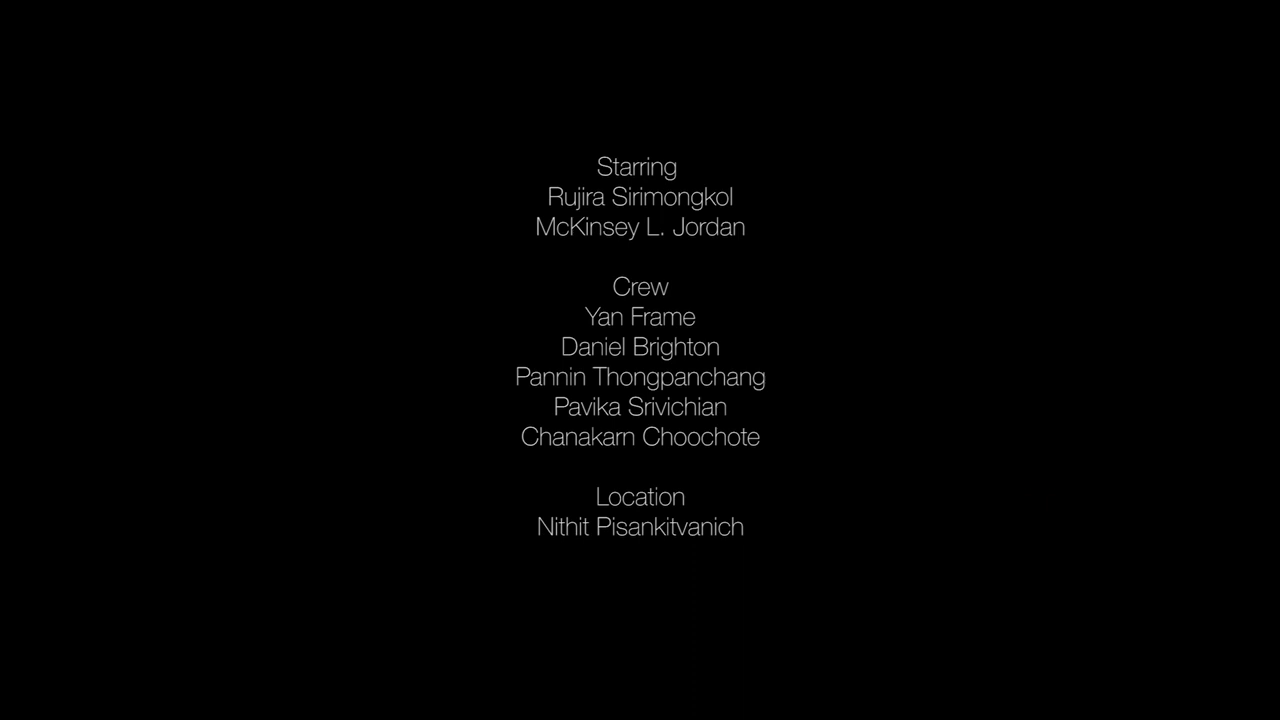 Starring
Rujira Sirimongkol
McKinsey L. Jordan
Crew
Yan Frame
Daniel Brighton
Pannin Thongpanchang
Pavika Srivichian
Chanakarn Choochote
Location
Nithit Pisankitvanich